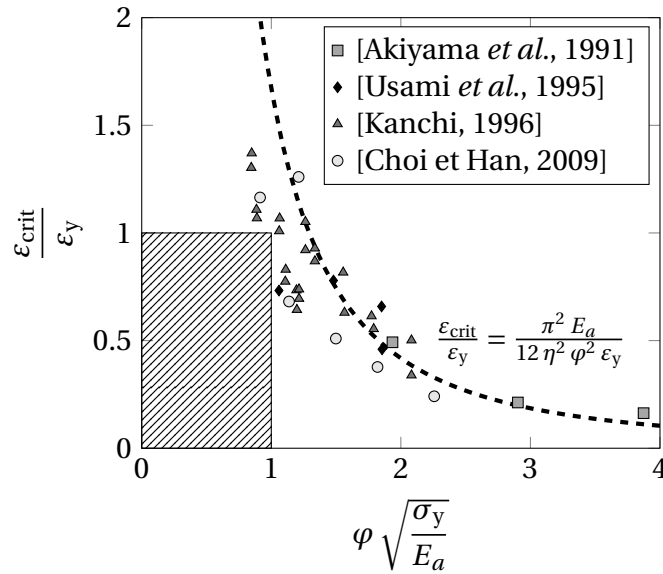 2
1.5
1
0.5
0
ε_crit / ε_y
[Akiyama et al., 1991]
[Usami et al., 1995]
[Kanchi, 1996]
[Choi et Han, 2009]
ε_crit / ε_y = π² E_a / 12 η² φ² ε_y
0 1 2 3 4
φ √(σ_y / E_a)